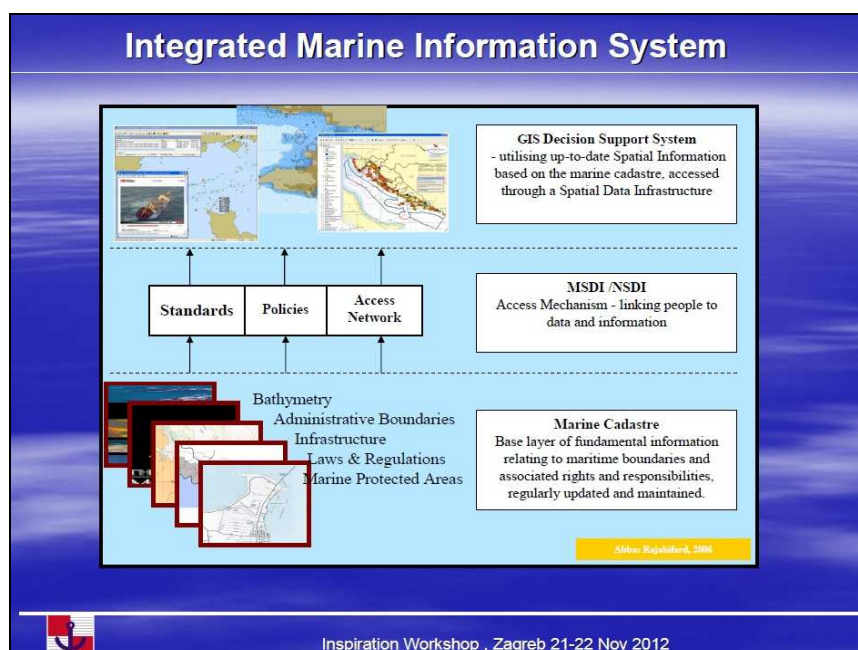 Integrated Marine Information System
GIS Decision Support System
- utilising up-to-date Spatial Information
based on the marine cadastre, accessed
through a Spatial Data Infrastructure
Standards
Policies
Access
Network
MSDI /NSDI
Access Mechanism - linking people to
data and information
Bathymetry
Administrative Boundaries
Infrastructure
Laws & Regulations
Marine Protected Areas
Marine Cadastre
Base layer of fundamental information
relating to maritime boundaries and
associated rights and responsibilities,
regularly updated and maintained.
Abbas Rajabifard, 2006
Inspiration Workshop , Zagreb 21-22 Nov 2012